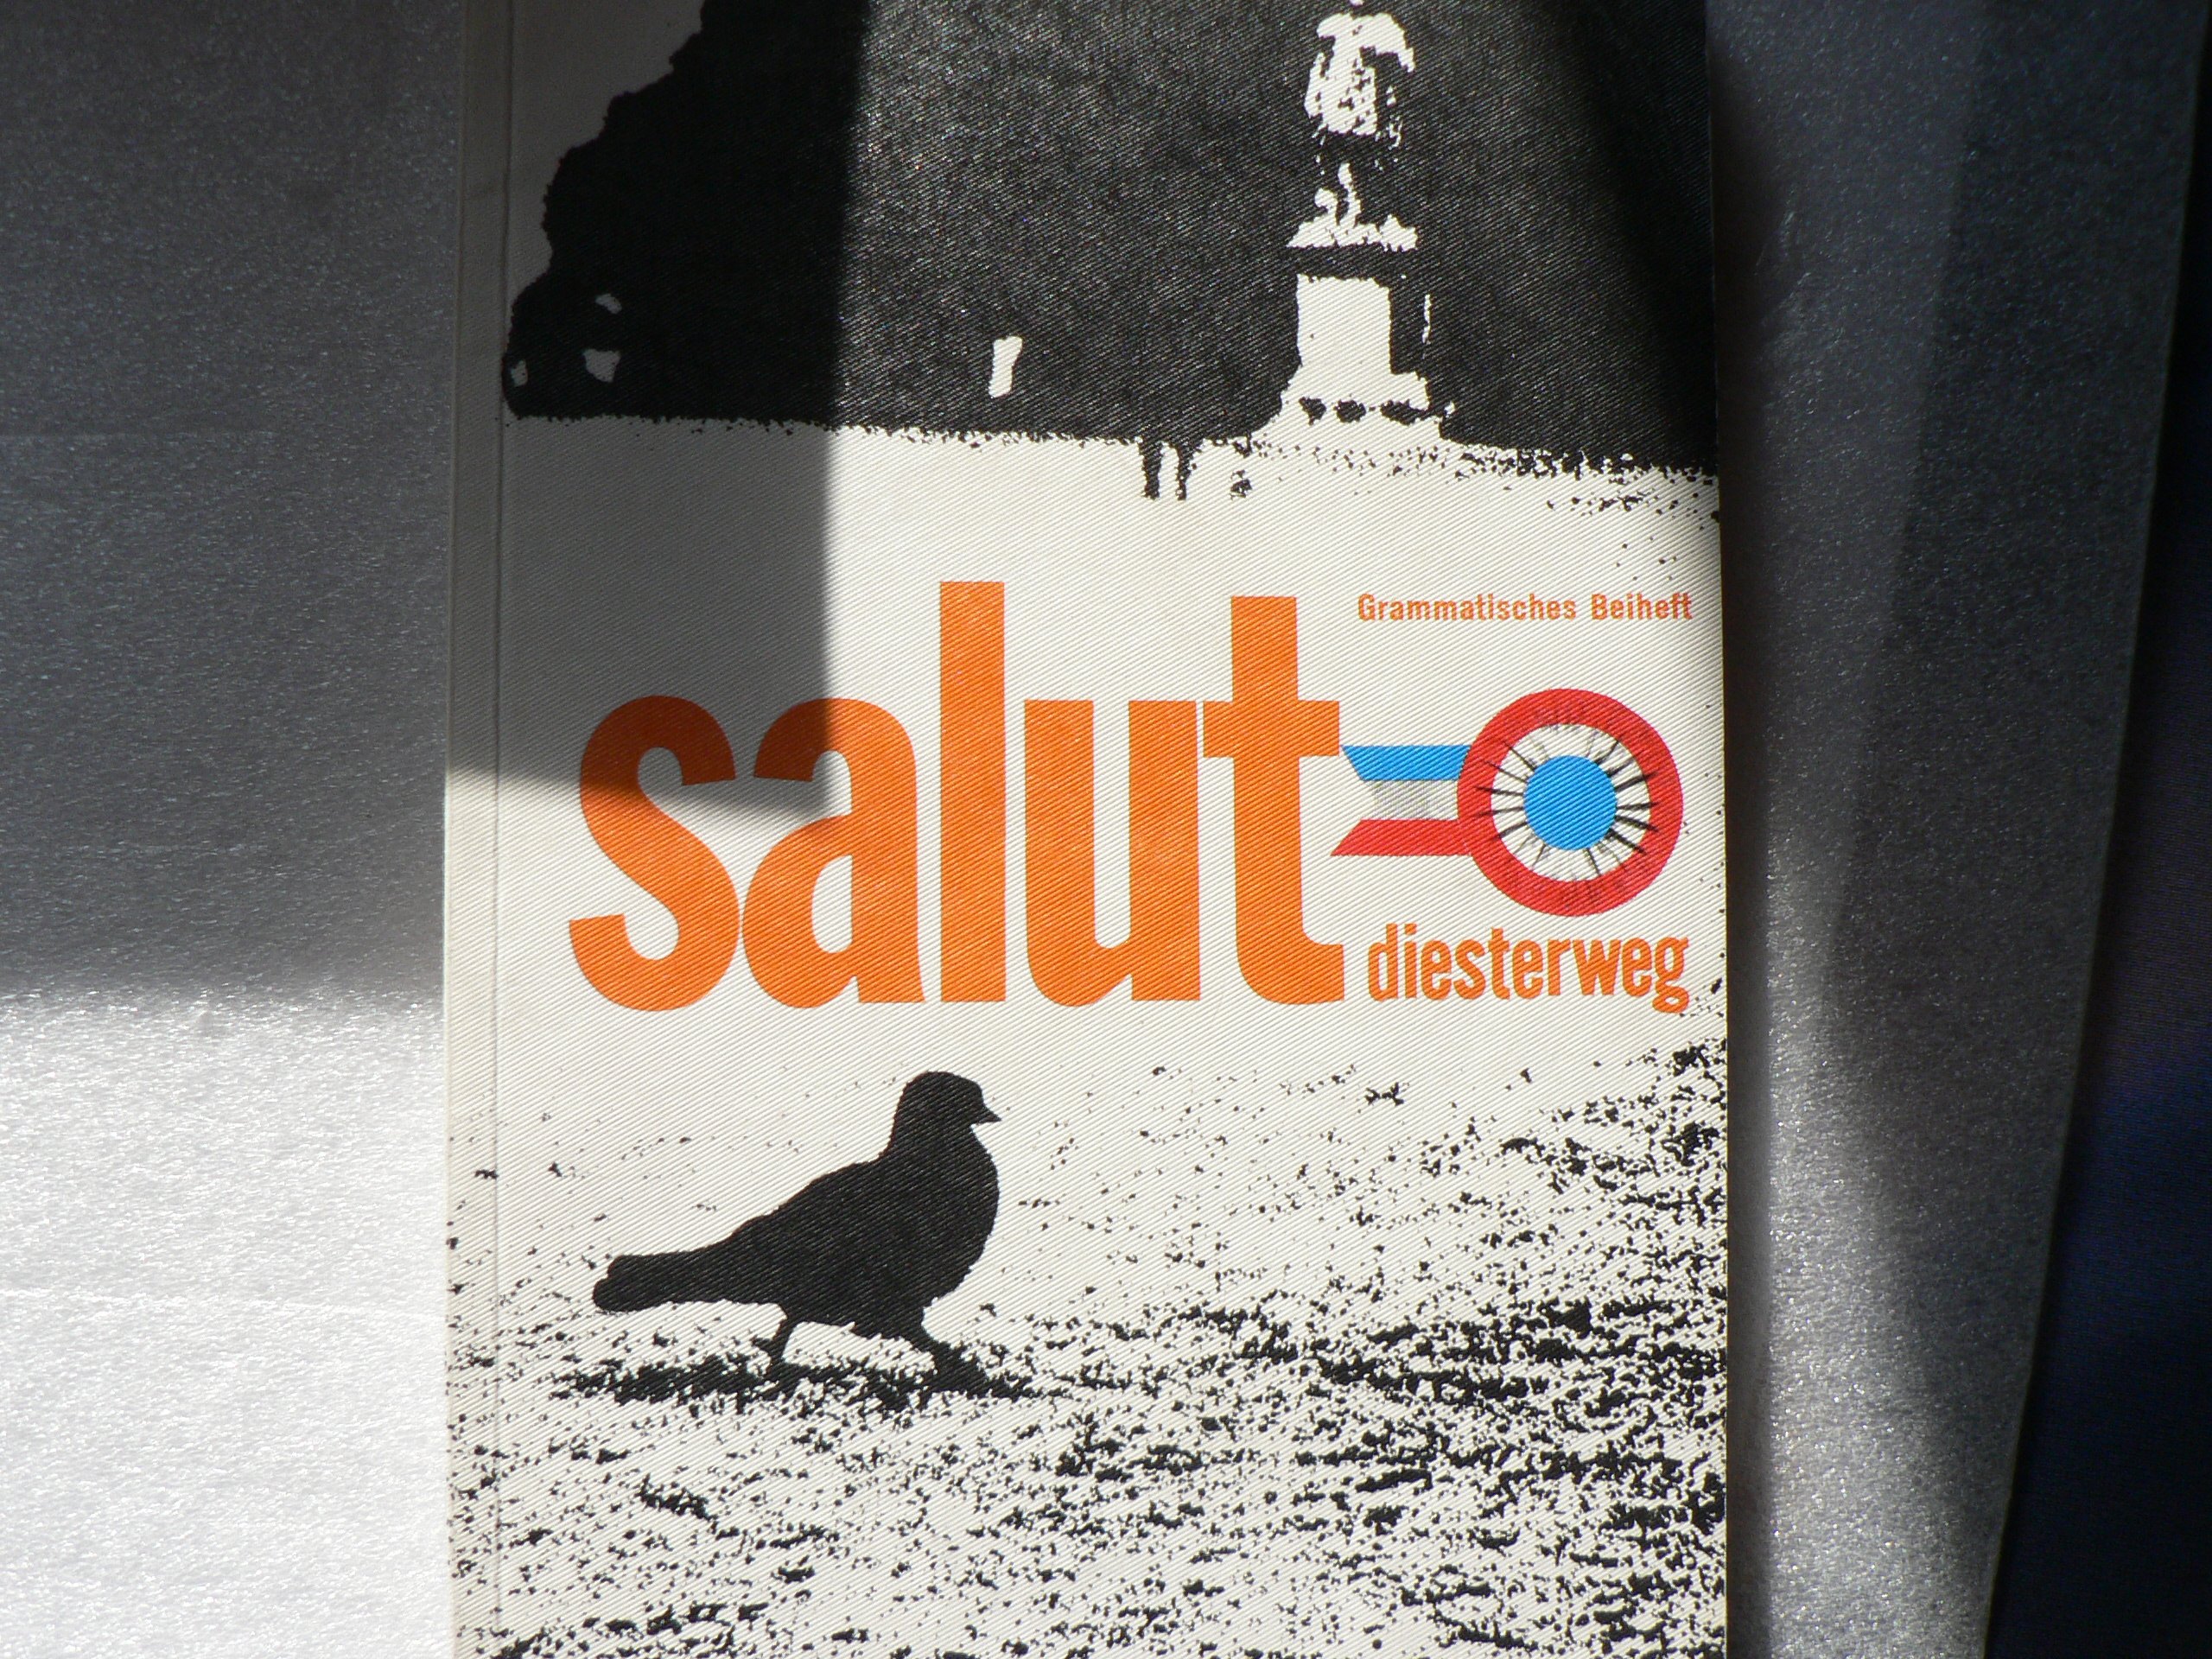 Grammatisches Beiheft
salut
diesterweg